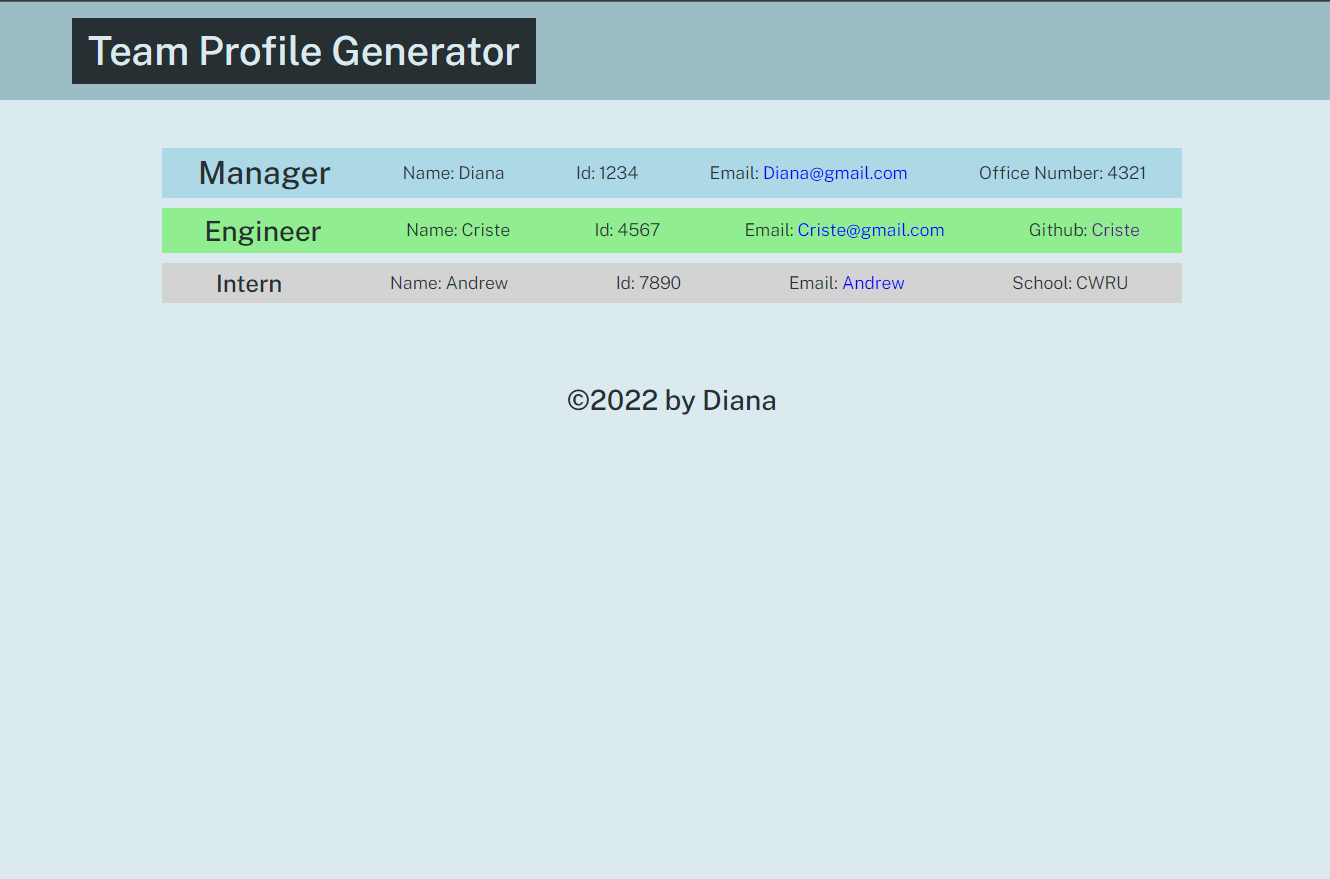 Team Profile Generator
Manager Name: Diana Id: 1234 Email: Diana@gmail.com Office Number: 4321
Engineer Name: Criste Id: 4567 Email: Criste@gmail.com Github: Criste
Intern Name: Andrew Id: 7890 Email: Andrew School: CWRU
©2022 by Diana